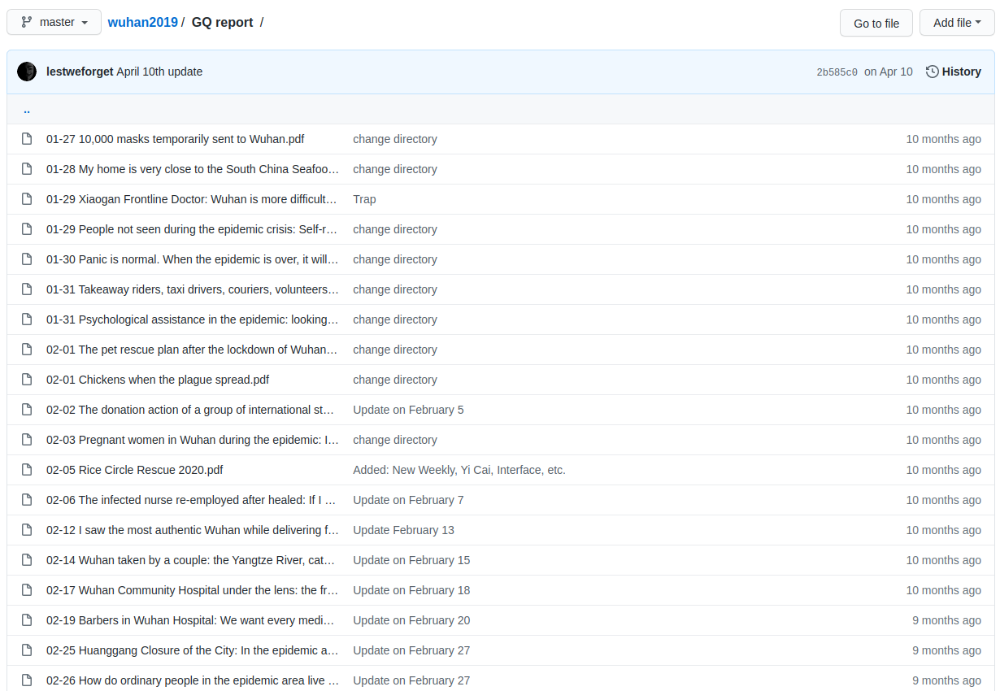 master wuhan2019 / GQ report / Go to file Add file
lestweforget April 10th update 2b585c0 on Apr 10 History
..
01-27 10,000 masks temporarily sent to Wuhan.pdf change directory 10 months ago
01-28 My home is very close to the South China Seafoo… change directory 10 months ago
01-29 Xiaogan Frontline Doctor: Wuhan is more difficult… Trap 10 months ago
01-29 People not seen during the epidemic crisis: Self-r… change directory 10 months ago
01-30 Panic is normal. When the epidemic is over, it will… change directory 10 months ago
01-31 Takeaway riders, taxi drivers, couriers, volunteers… change directory 10 months ago
01-31 Psychological assistance in the epidemic: looking… change directory 10 months ago
02-01 The pet rescue plan after the lockdown of Wuhan… change directory 10 months ago
02-01 Chickens when the plague spread.pdf change directory 10 months ago
02-02 The donation action of a group of international st… Update on February 5 10 months ago
02-03 Pregnant women in Wuhan during the epidemic: I… change directory 10 months ago
02-05 Rice Circle Rescue 2020.pdf Added: New Weekly, Yi Cai, Interface, etc. 10 months ago
02-06 The infected nurse re-employed after healed: If I … Update on February 7 10 months ago
02-12 I saw the most authentic Wuhan while delivering f… Update February 13 10 months ago
02-14 Wuhan taken by a couple: the Yangtze River, cat… Update on February 15 10 months ago
02-17 Wuhan Community Hospital under the lens: the fr… Update on February 18 10 months ago
02-19 Barbers in Wuhan Hospital: We want every medi… Update on February 20 9 months ago
02-25 Huanggang Closure of the City: In the epidemic a… Update on February 27 9 months ago
02-26 How do ordinary people in the epidemic area live … Update on February 27 9 months ago